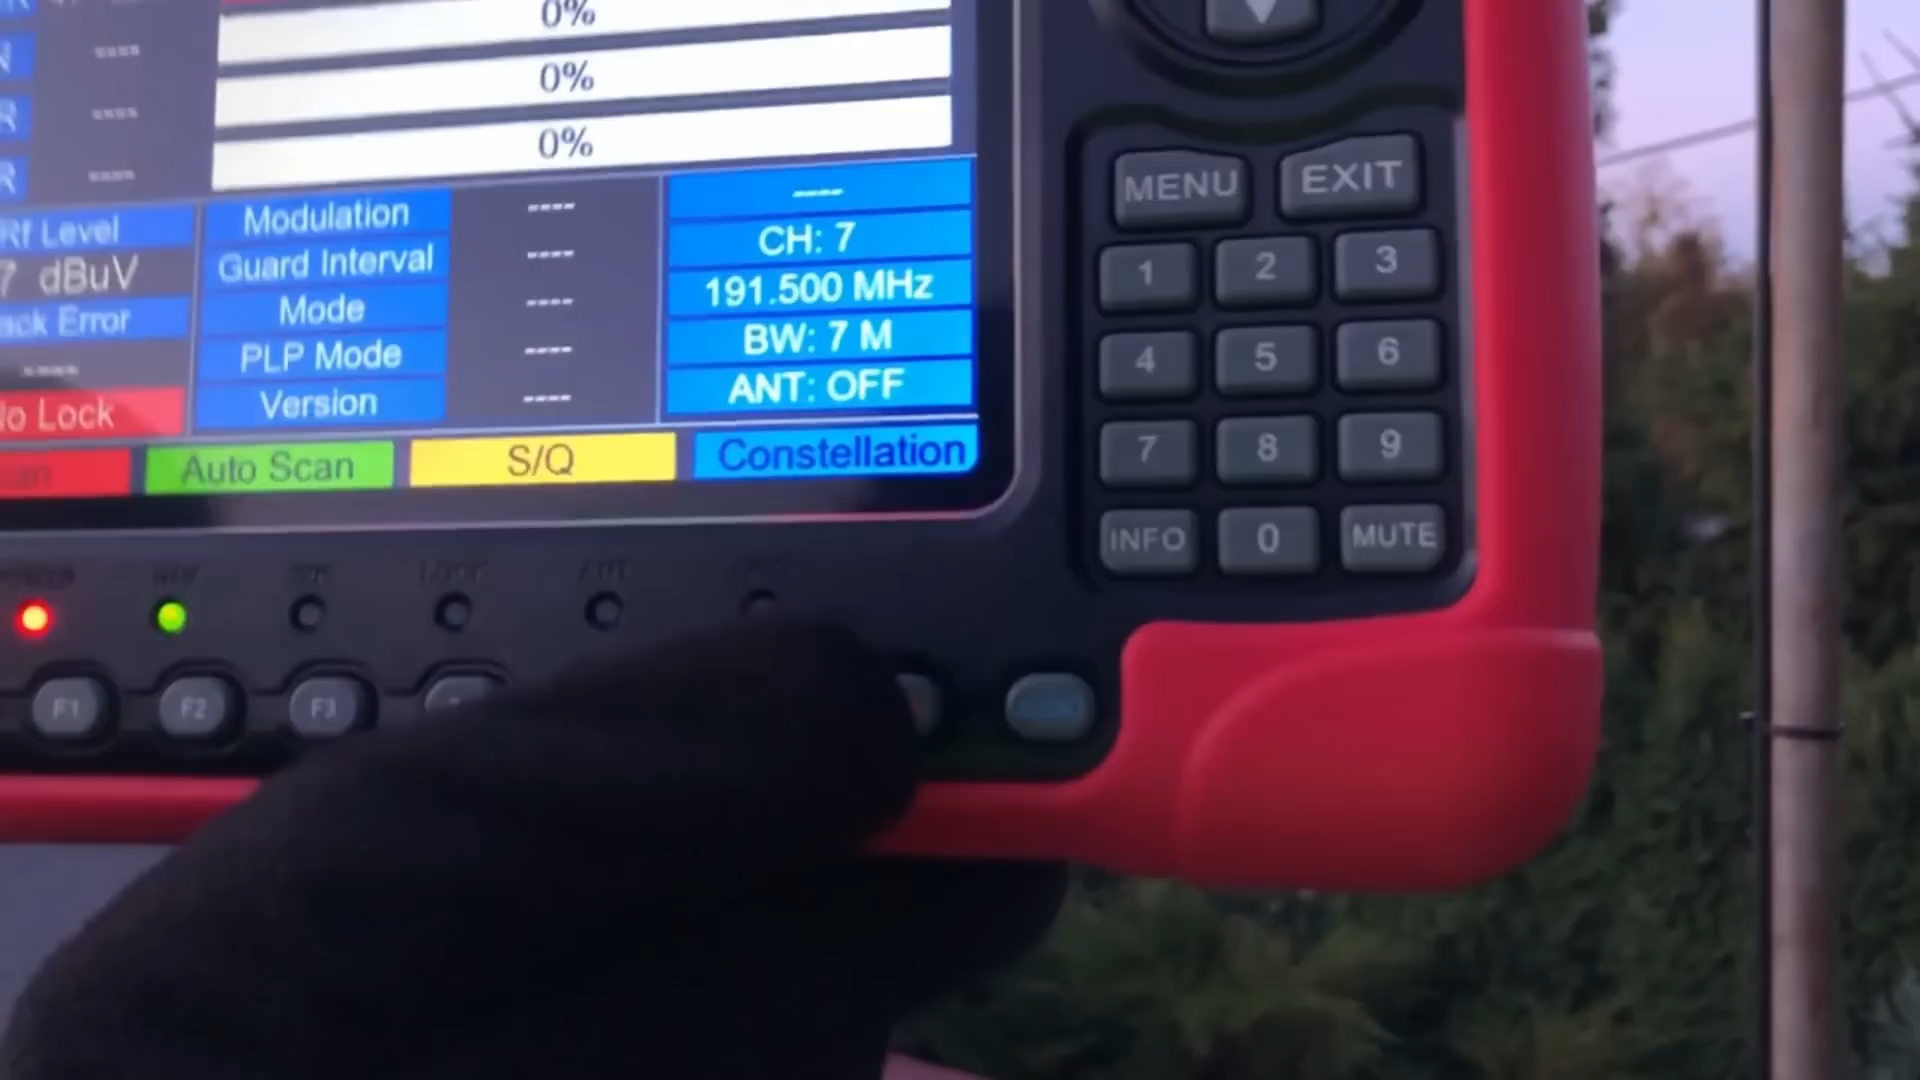 0%
N ----
0%
R ----
0%
R ----
Rf Level
7 dBuV
ack Error
----
No Lock
Modulation ----
Guard Interval ----
Mode ----
PLP Mode ----
Version ----
----
CH: 7
191.500 MHz
BW: 7 M
ANT: OFF
Auto Scan
S/Q
Constellation
MENU EXIT
1 2 3
4 5 6
7 8 9
INFO 0 MUTE
F1 F2 F3